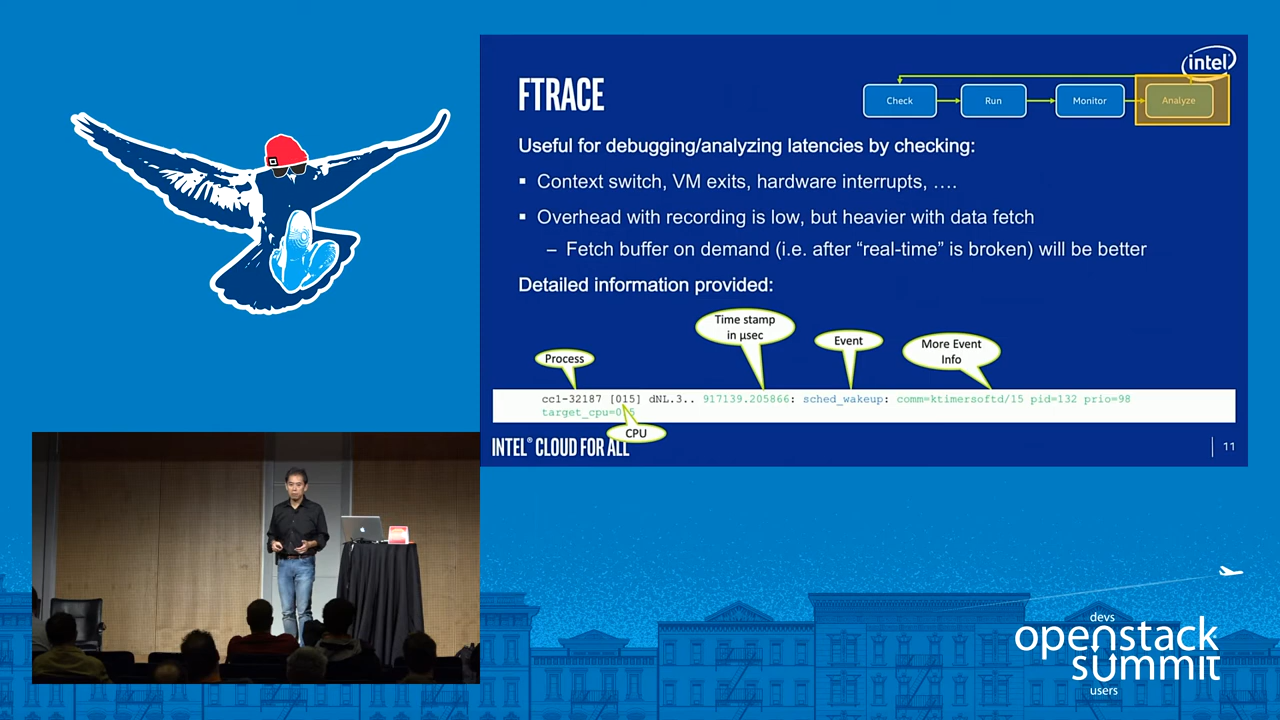 intel
FTRACE
Check
Run
Monitor
Analyze
Useful for debugging/analyzing latencies by checking:
▪ Context switch, VM exits, hardware interrupts, ….
▪ Overhead with recording is low, but heavier with data fetch
– Fetch buffer on demand (i.e. after “real-time” is broken) will be better
Detailed information provided:
Process
Time stamp
in µsec
Event
More Event
Info
cc1-32187 [015] dNL.3.. 917139.205866: sched_wakeup: comm=ktimersoftd/15 pid=132 prio=98
target_cpu=015
CPU
INTEL® CLOUD FOR ALL
11
devs
openstack
summit
users